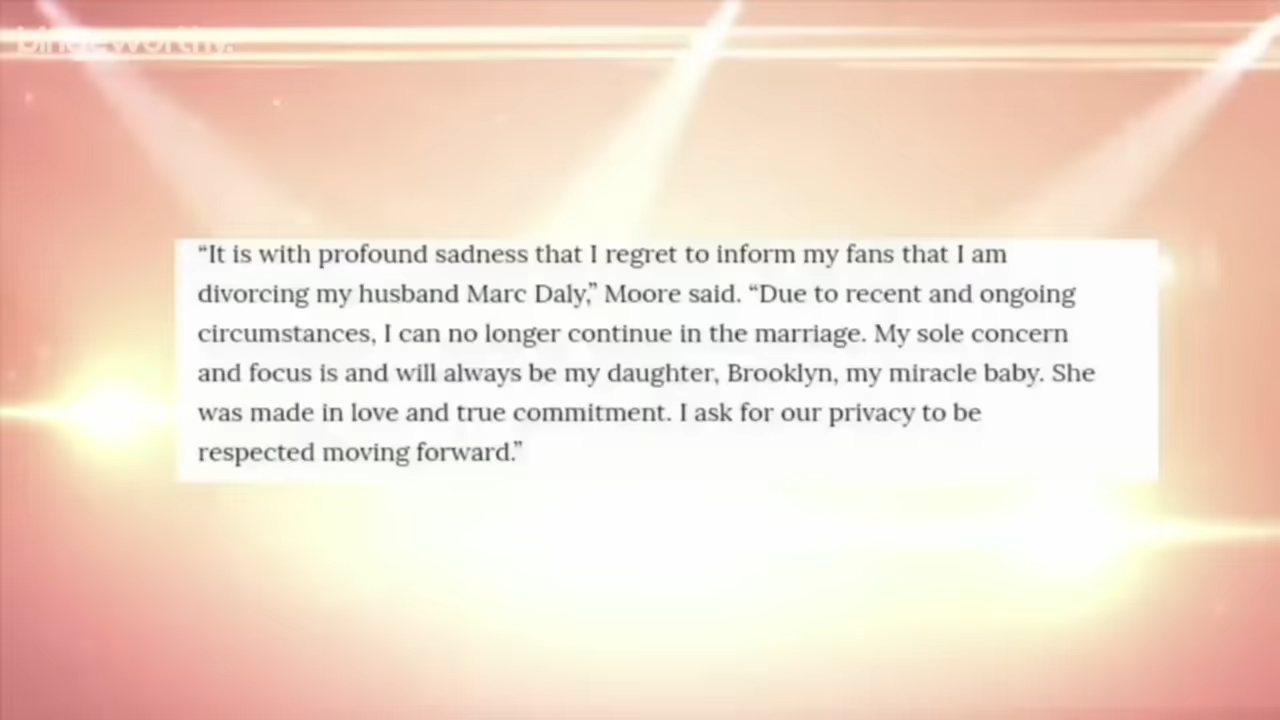 bingeworthy.
“It is with profound sadness that I regret to inform my fans that I am
divorcing my husband Marc Daly,” Moore said. “Due to recent and ongoing
circumstances, I can no longer continue in the marriage. My sole concern
and focus is and will always be my daughter, Brooklyn, my miracle baby. She
was made in love and true commitment. I ask for our privacy to be
respected moving forward.”